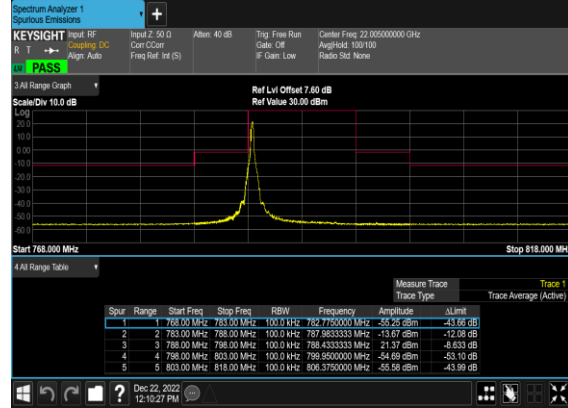 Spectrum Analyzer 1
Spurious Emissions
+
KEYSIGHT Input: RF Input Z: 50 Ω Atten: 40 dB Trig: Free Run Center Freq: 22.005000000 GHz
R T Coupling: DC Corr CCorr Gate: Off Avg|Hold: 100/100
Align: Auto Freq Ref: Int (S) IF Gain: Low Radio Std: None
PASS
3 All Range Graph
Ref Lvl Offset 7.60 dB
Scale/Div 10.0 dB Ref Value 30.00 dBm
Log
20.0
10.0
0.00
-10.0
-20.0
-30.0
-40.0
-50.0
-60.0
Start 768.000 MHz Stop 818.000 MHz
4 All Range Table
Measure Trace Trace 1
Trace Type Trace Average (Active)
Spur Range Start Freq Stop Freq RBW Frequency Amplitude ΔLimit
1 1 768.00 MHz 783.00 MHz 100.0 kHz 782.7750000 MHz -55.25 dBm -43.66 dB
2 2 783.00 MHz 788.00 MHz 100.0 kHz 787.9833333 MHz -13.67 dBm -12.08 dB
3 3 788.00 MHz 798.00 MHz 100.0 kHz 788.4333333 MHz 21.37 dBm -8.633 dB
4 4 798.00 MHz 803.00 MHz 100.0 kHz 799.9500000 MHz -54.69 dBm -53.10 dB
5 5 803.00 MHz 818.00 MHz 100.0 kHz 806.3750000 MHz -55.58 dBm -43.99 dB
? Dec 22, 2022
12:10:27 PM